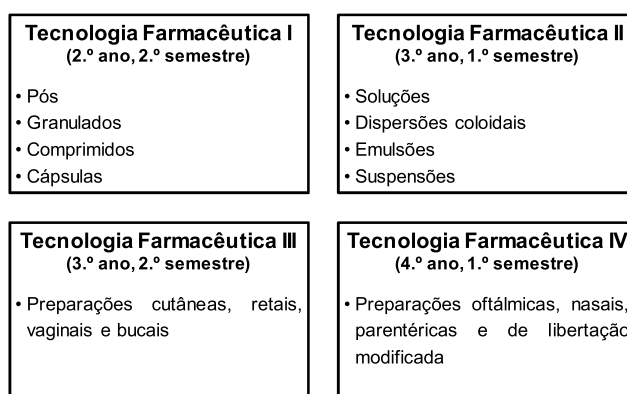 Tecnologia Farmacêutica I
(2.º ano, 2.º semestre)
• Pós
• Granulados
• Comprimidos
• Cápsulas
Tecnologia Farmacêutica II
(3.º ano, 1.º semestre)
• Soluções
• Dispersões coloidais
• Emulsões
• Suspensões
Tecnologia Farmacêutica III
(3.º ano, 2.º semestre)
• Preparações cutâneas, retais,
vaginais e bucais
Tecnologia Farmacêutica IV
(4.º ano, 1.º semestre)
• Preparações oftálmicas, nasais,
parentéricas e de libertação
modificada